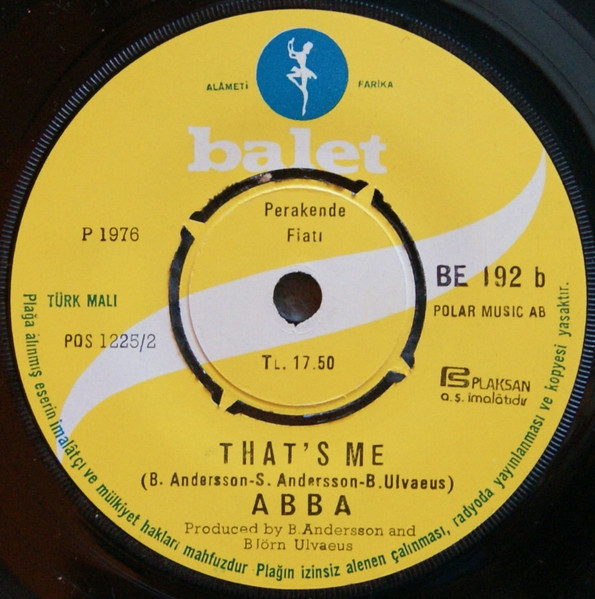 ALÂMETİ FARİKA
balet
Perakende
Fiatı
P 1976
BE 192 b
TÜRK MALI
POLAR MUSIC AB
POS 1225/2
TL. 17.50
PLAKSAN
a.ş. imalâtıdır
THAT'S ME
(B. Andersson-S. Andersson-B.Ulvaeus)
ABBA
Produced by B.Andersson and
Björn Ulvaeus
Plağa alınmış eserin imalâtçı ve mülkiyet hakları mahfuzdur Plağın izinsiz alenen çalınması, radyoda yayınlanması ve kopyesi yasaktır.